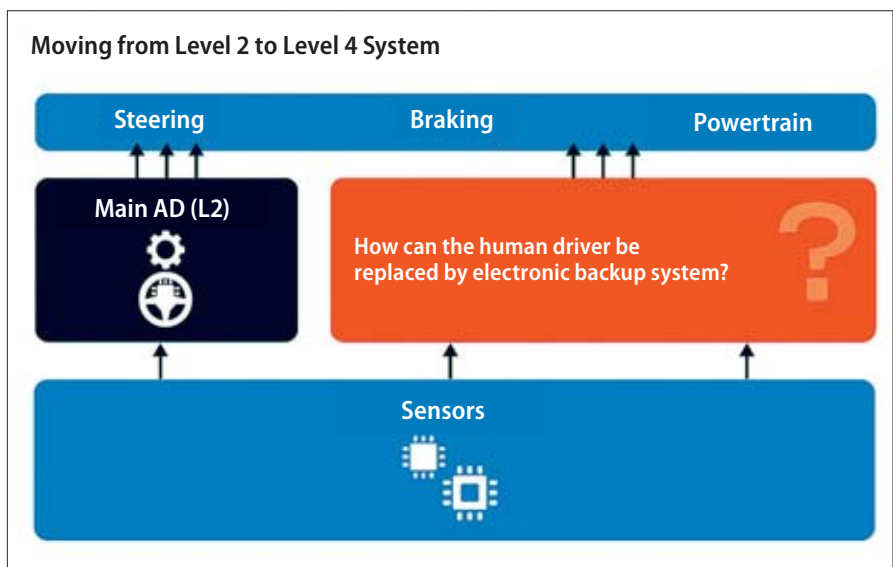 Moving from Level 2 to Level 4 System
Steering Braking Powertrain
Main AD (L2)
How can the human driver be
replaced by electronic backup system?
?
Sensors